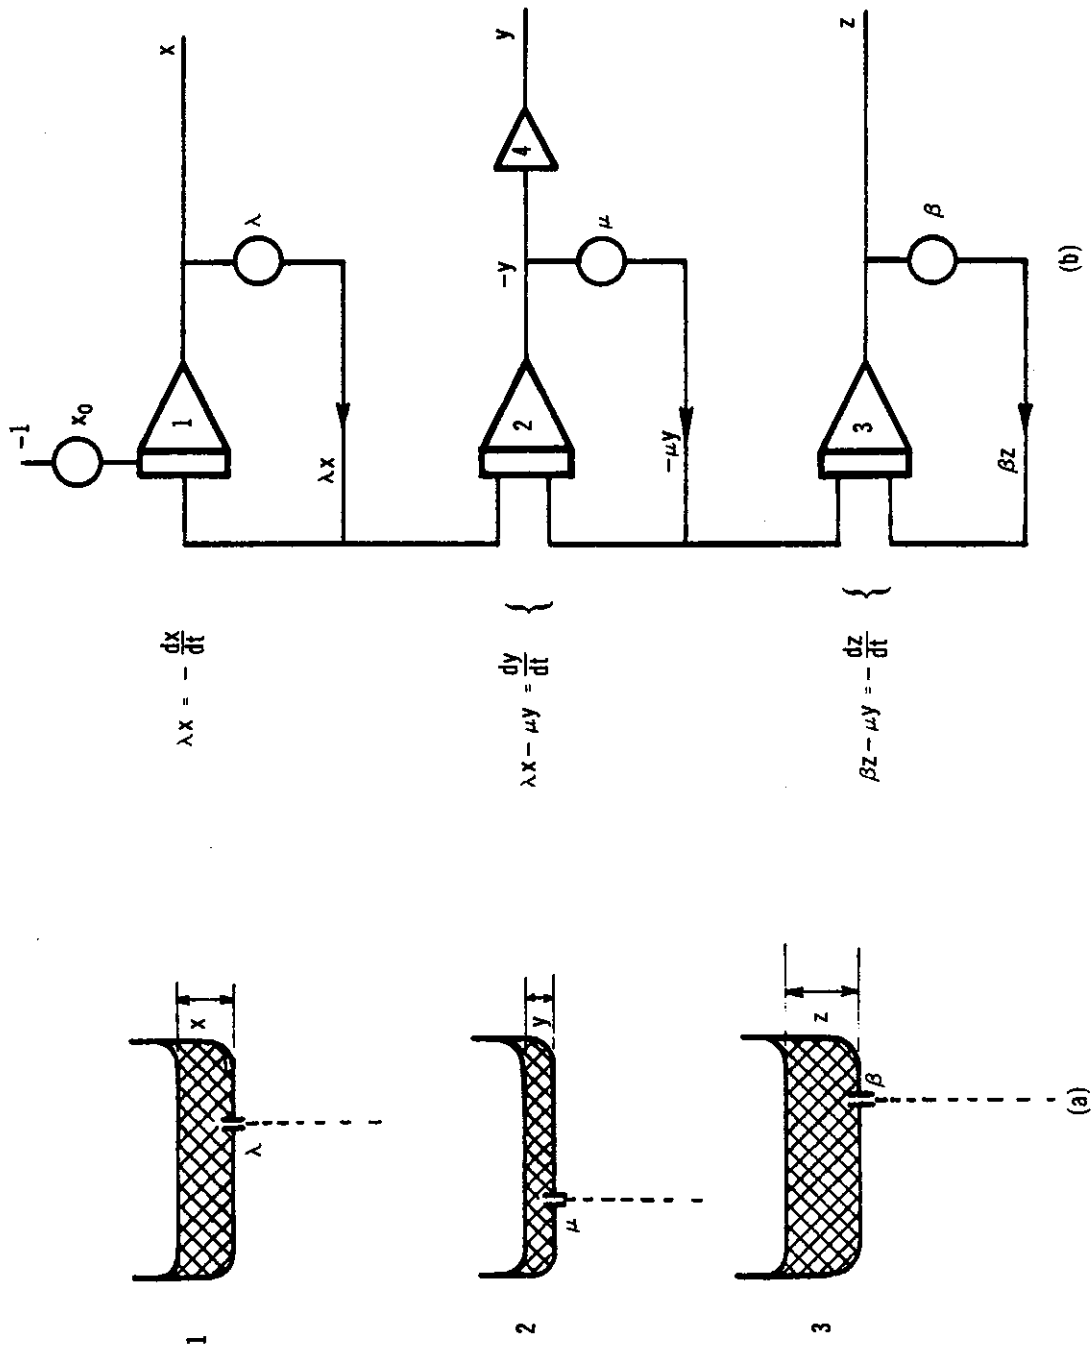 1
x
λ
2
y
μ
3
z
β
(a)
λx = - dx/dt
λx - μy = dy/dt {
βz - μy = - dz/dt {
-1
x₀
1
x
λ
λx
2
-y
4
y
μ
-μy
3
z
β
βz
(b)